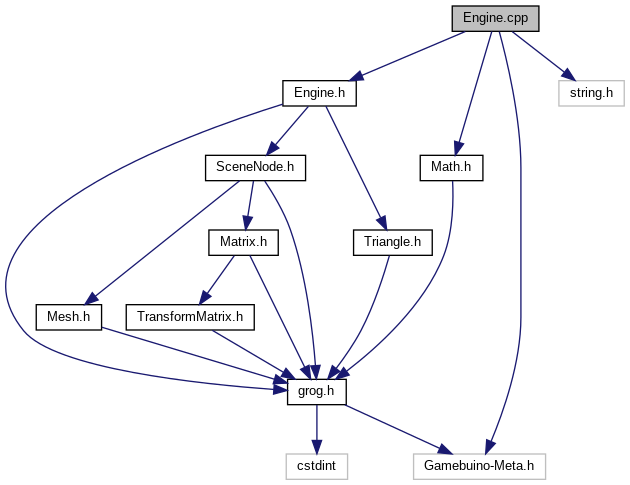 Engine.cpp
Engine.h
string.h
SceneNode.h
Math.h
Matrix.h
Triangle.h
Mesh.h
TransformMatrix.h
grog.h
cstdint
Gamebuino-Meta.h